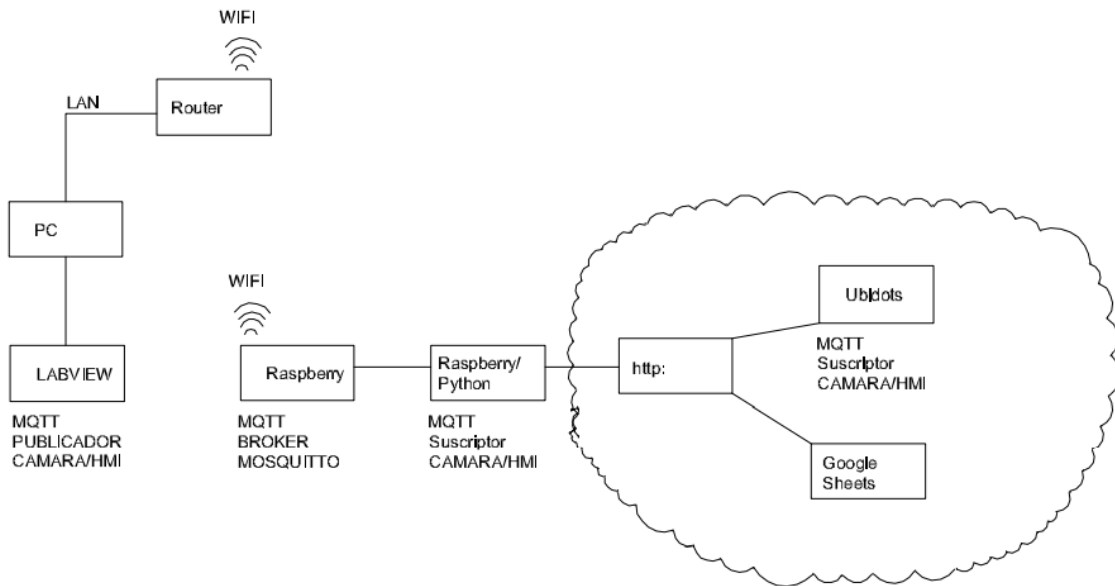 WIFI
LAN
Router
PC
LABVIEW
MQTT
PUBLICADOR
CAMARA/HMI
WIFI
Raspberry
MQTT
BROKER
MOSQUITTO
Raspberry/
Python
MQTT
Suscriptor
CAMARA/HMI
http:
Ubidots
MQTT
Suscriptor
CAMARA/HMI
Google
Sheets